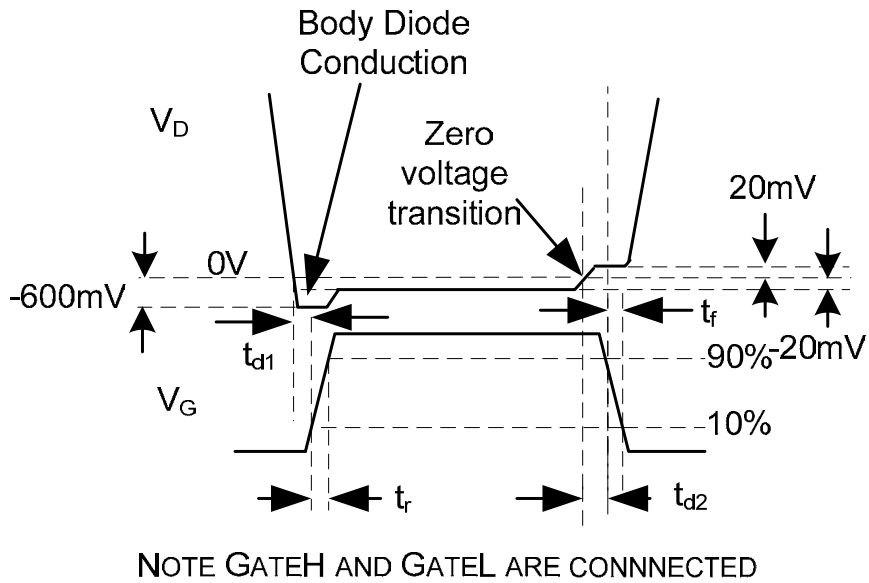 Body Diode
Conduction
VD
Zero
voltage
transition
20mV
0V
-600mV
td1
tf
90%
-20mV
VG
10%
tr
td2
NOTE GATEH AND GATEL ARE CONNNECTED